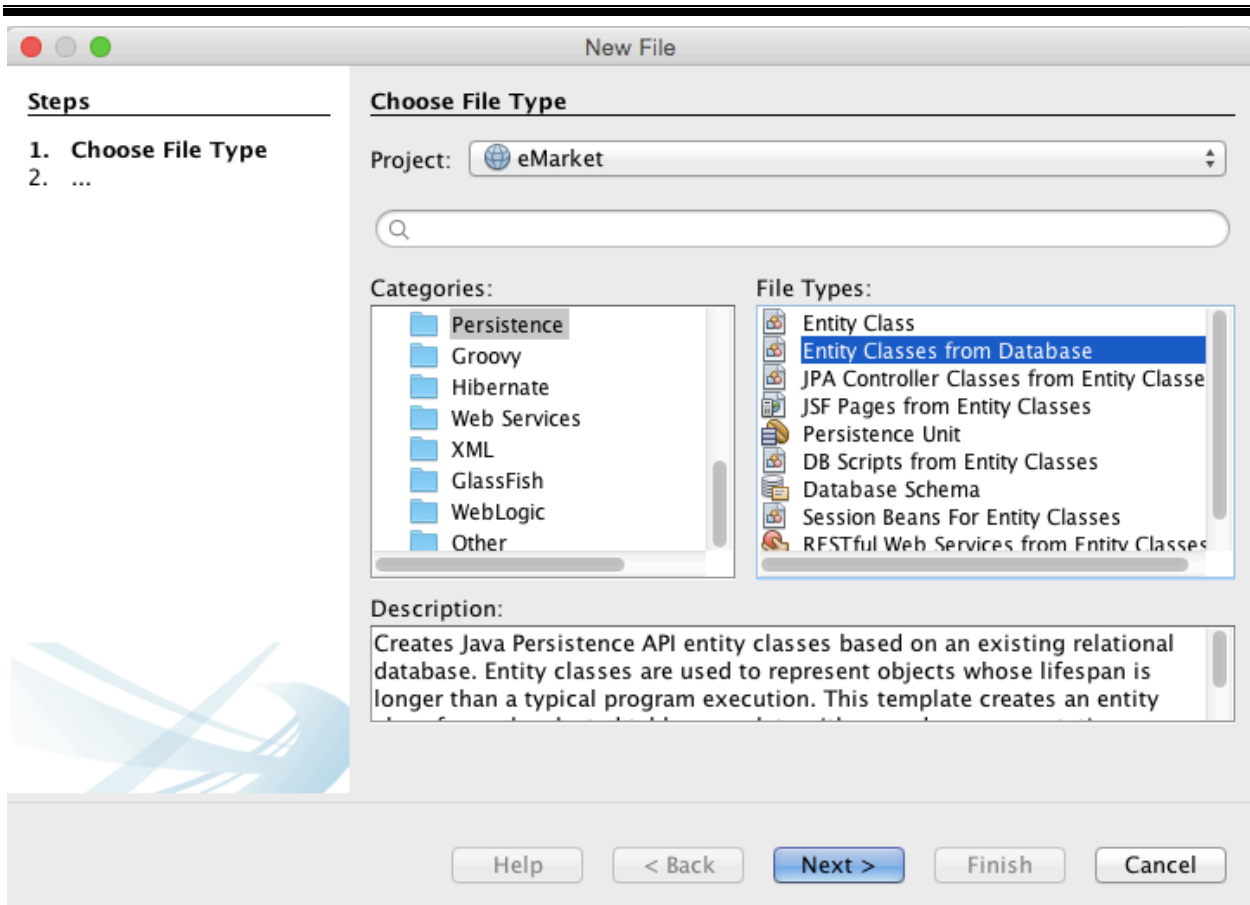 New File
Steps
1. Choose File Type
2. ...
Choose File Type
Project: eMarket
Categories:
Persistence
Groovy
Hibernate
Web Services
XML
GlassFish
WebLogic
Other
File Types:
Entity Class
Entity Classes from Database
JPA Controller Classes from Entity Classe
JSF Pages from Entity Classes
Persistence Unit
DB Scripts from Entity Classes
Database Schema
Session Beans For Entity Classes
RESTful Web Services from Entity Classes
Description:
Creates Java Persistence API entity classes based on an existing relational
database. Entity classes are used to represent objects whose lifespan is
longer than a typical program execution. This template creates an entity
Help
< Back
Next >
Finish
Cancel